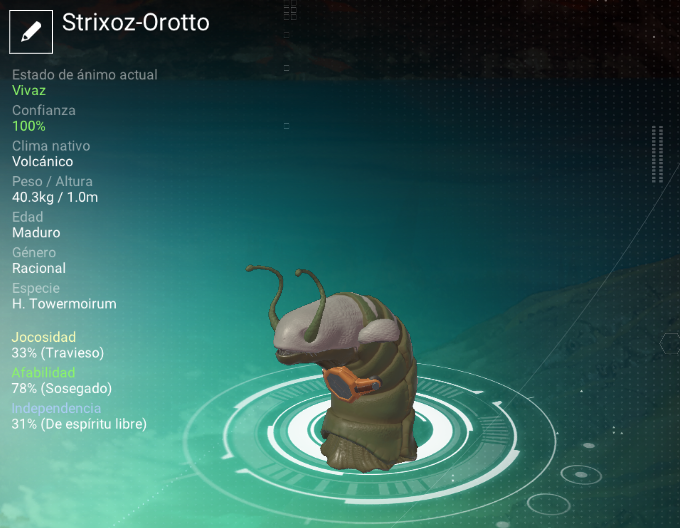 Strixoz-Orotto
Estado de ánimo actual
Vivaz
Confianza
100%
Clima nativo
Volcánico
Peso / Altura
40.3kg / 1.0m
Edad
Maduro
Género
Racional
Especie
H. Towermoirum
Jocosidad
33% (Travieso)
Afabilidad
78% (Sosegado)
Independencia
31% (De espíritu libre)